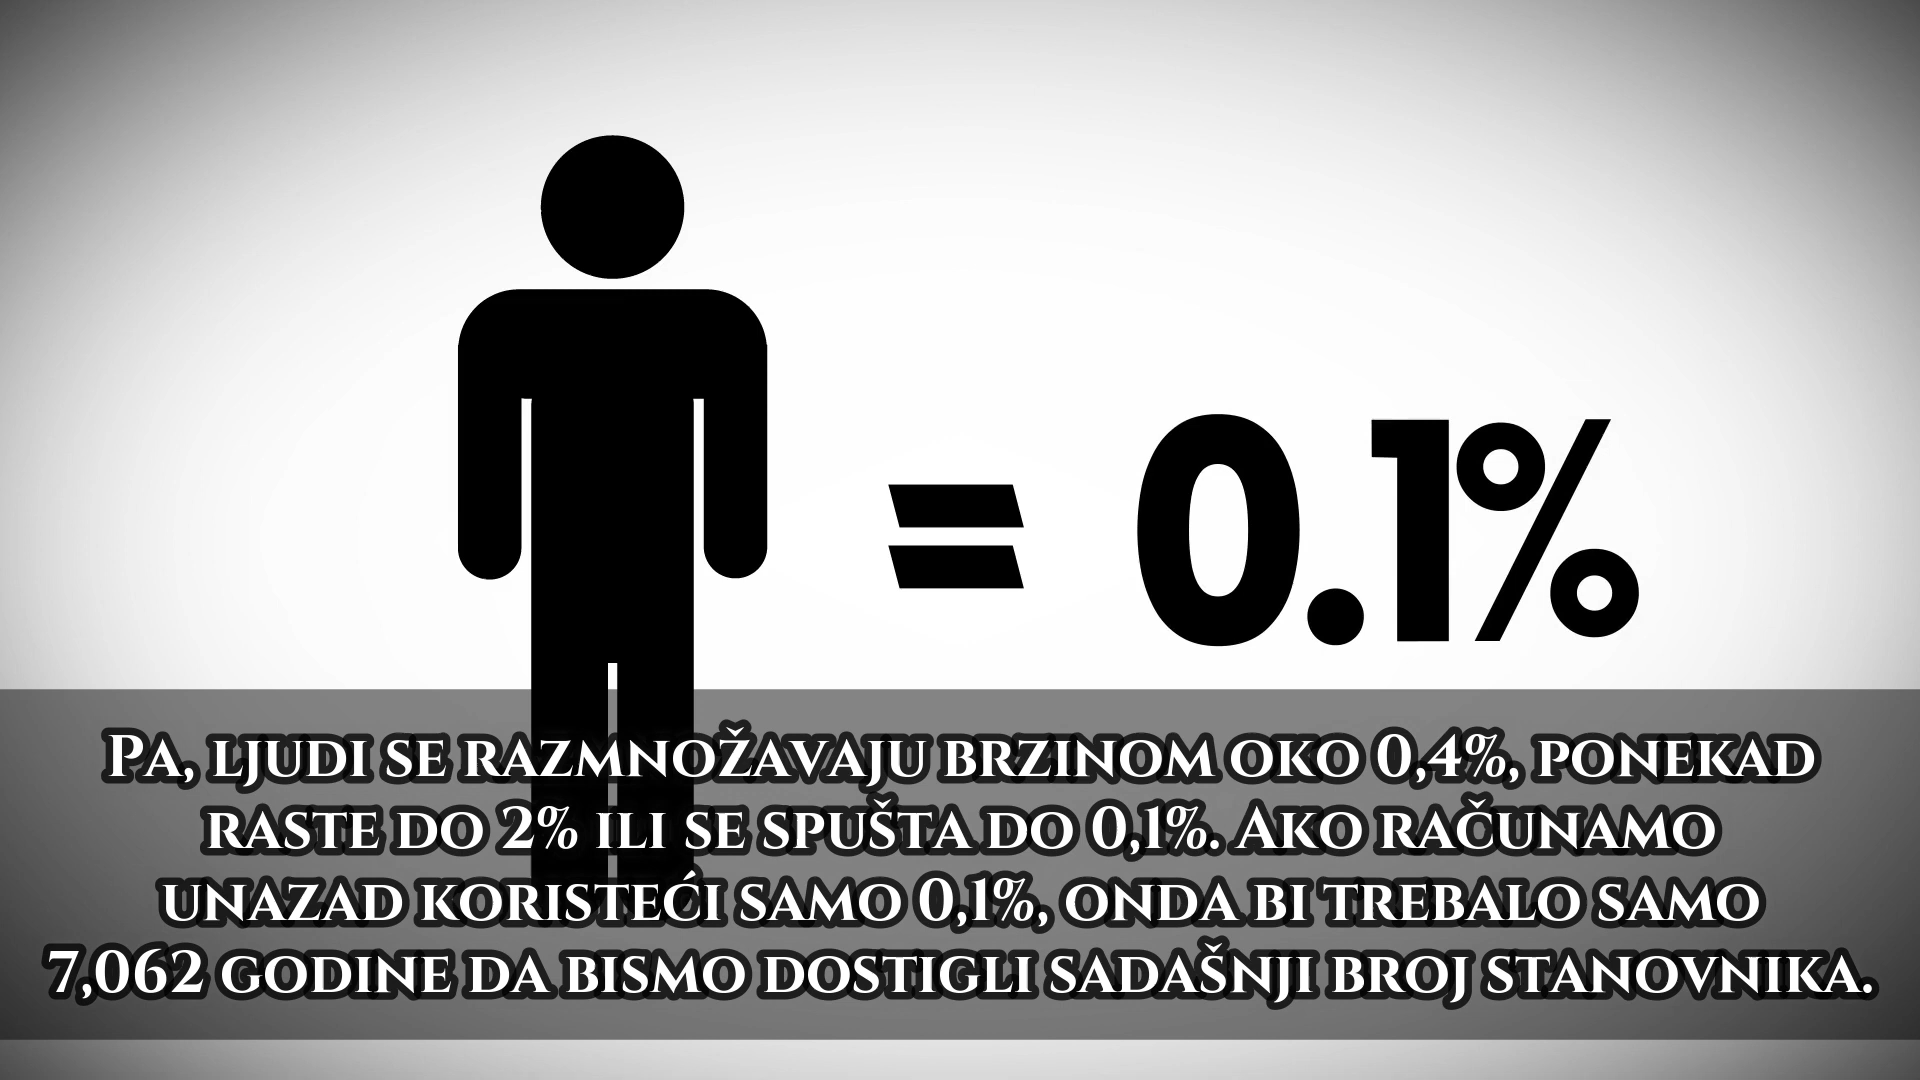 = 0.1%
Pa, ljudi se razmnožavaju brzinom oko 0,4%, ponekad
raste do 2% ili se spušta do 0,1%. Ako računamo
unazad koristeći samo 0,1%, onda bi trebalo samo
7,062 godine da bismo dostigli sadašnji broj stanovnika.